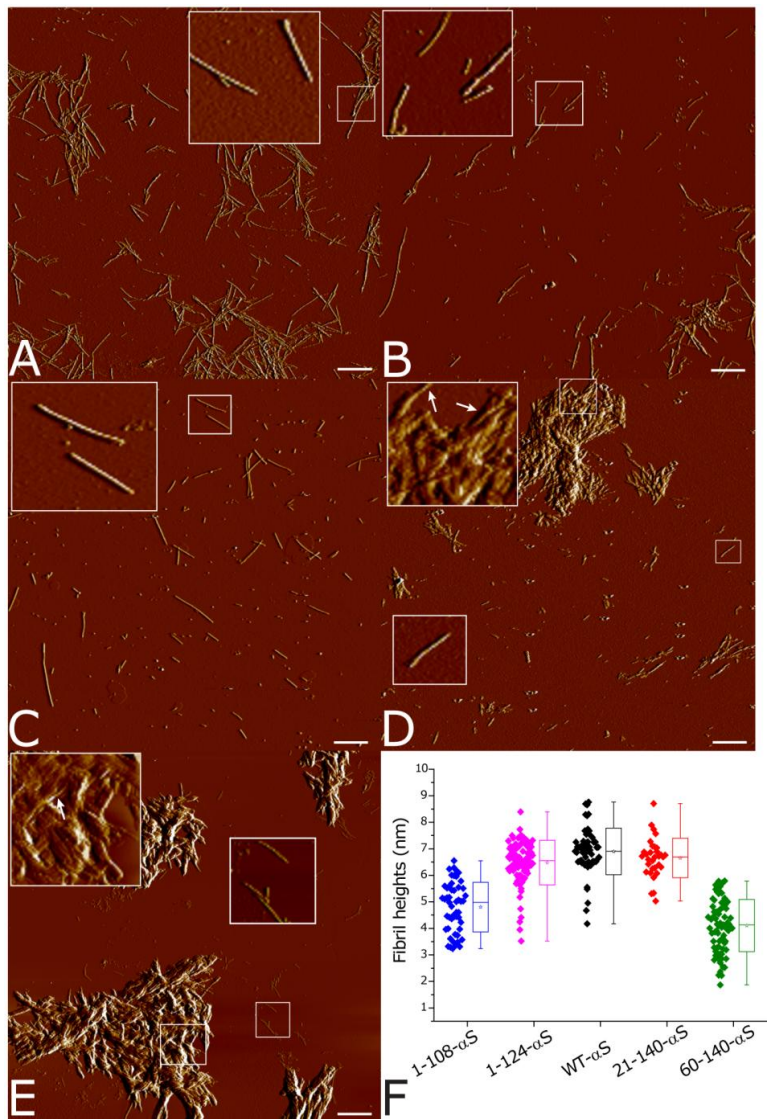 A
B
C
D
E
F
10
9
8
7
6
5
4
3
2
1
Fibril heights (nm)
1-108-αS
1-124-αS
WT-αS
21-140-αS
60-140-αS